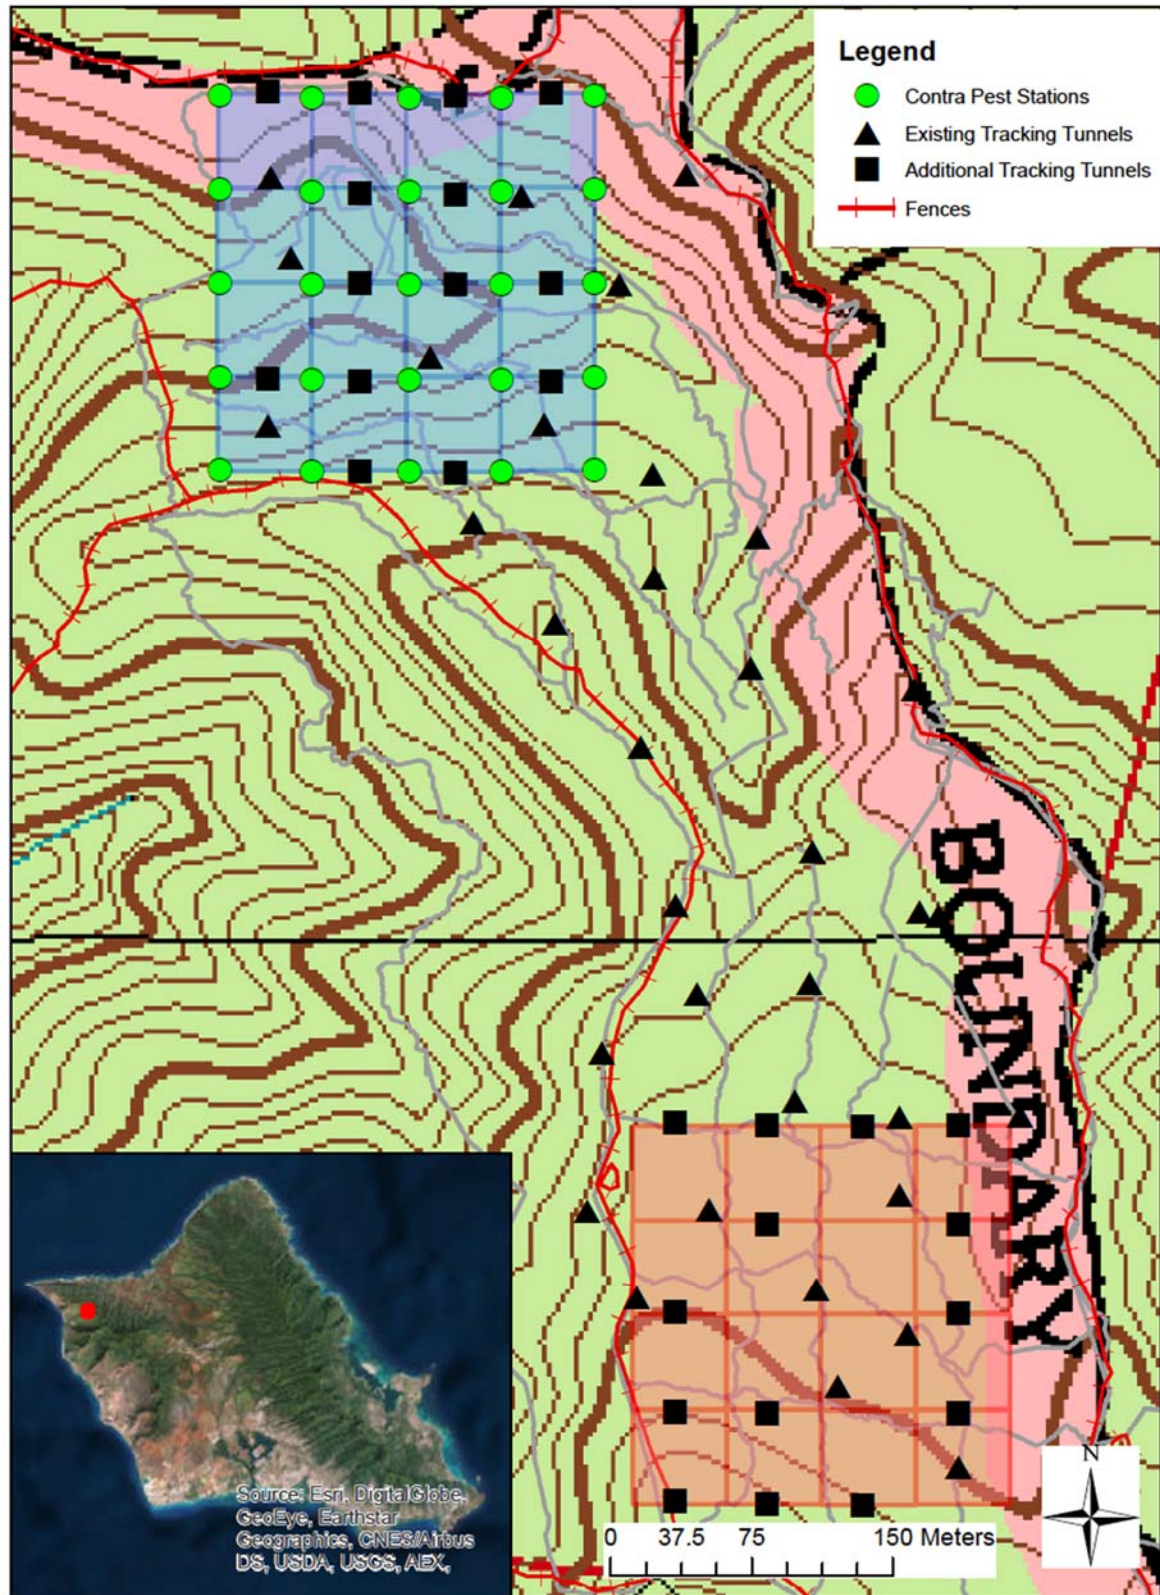 Legend
Contra Pest Stations
Existing Tracking Tunnels
Additional Tracking Tunnels
Fences
BOUNDARY
N
0 37.5 75 150 Meters
Source: Esri, DigitalGlobe,
GeoEye, Earthstar
Geographics, CNES/Airbus
DS, USDA, USGS, AEX,